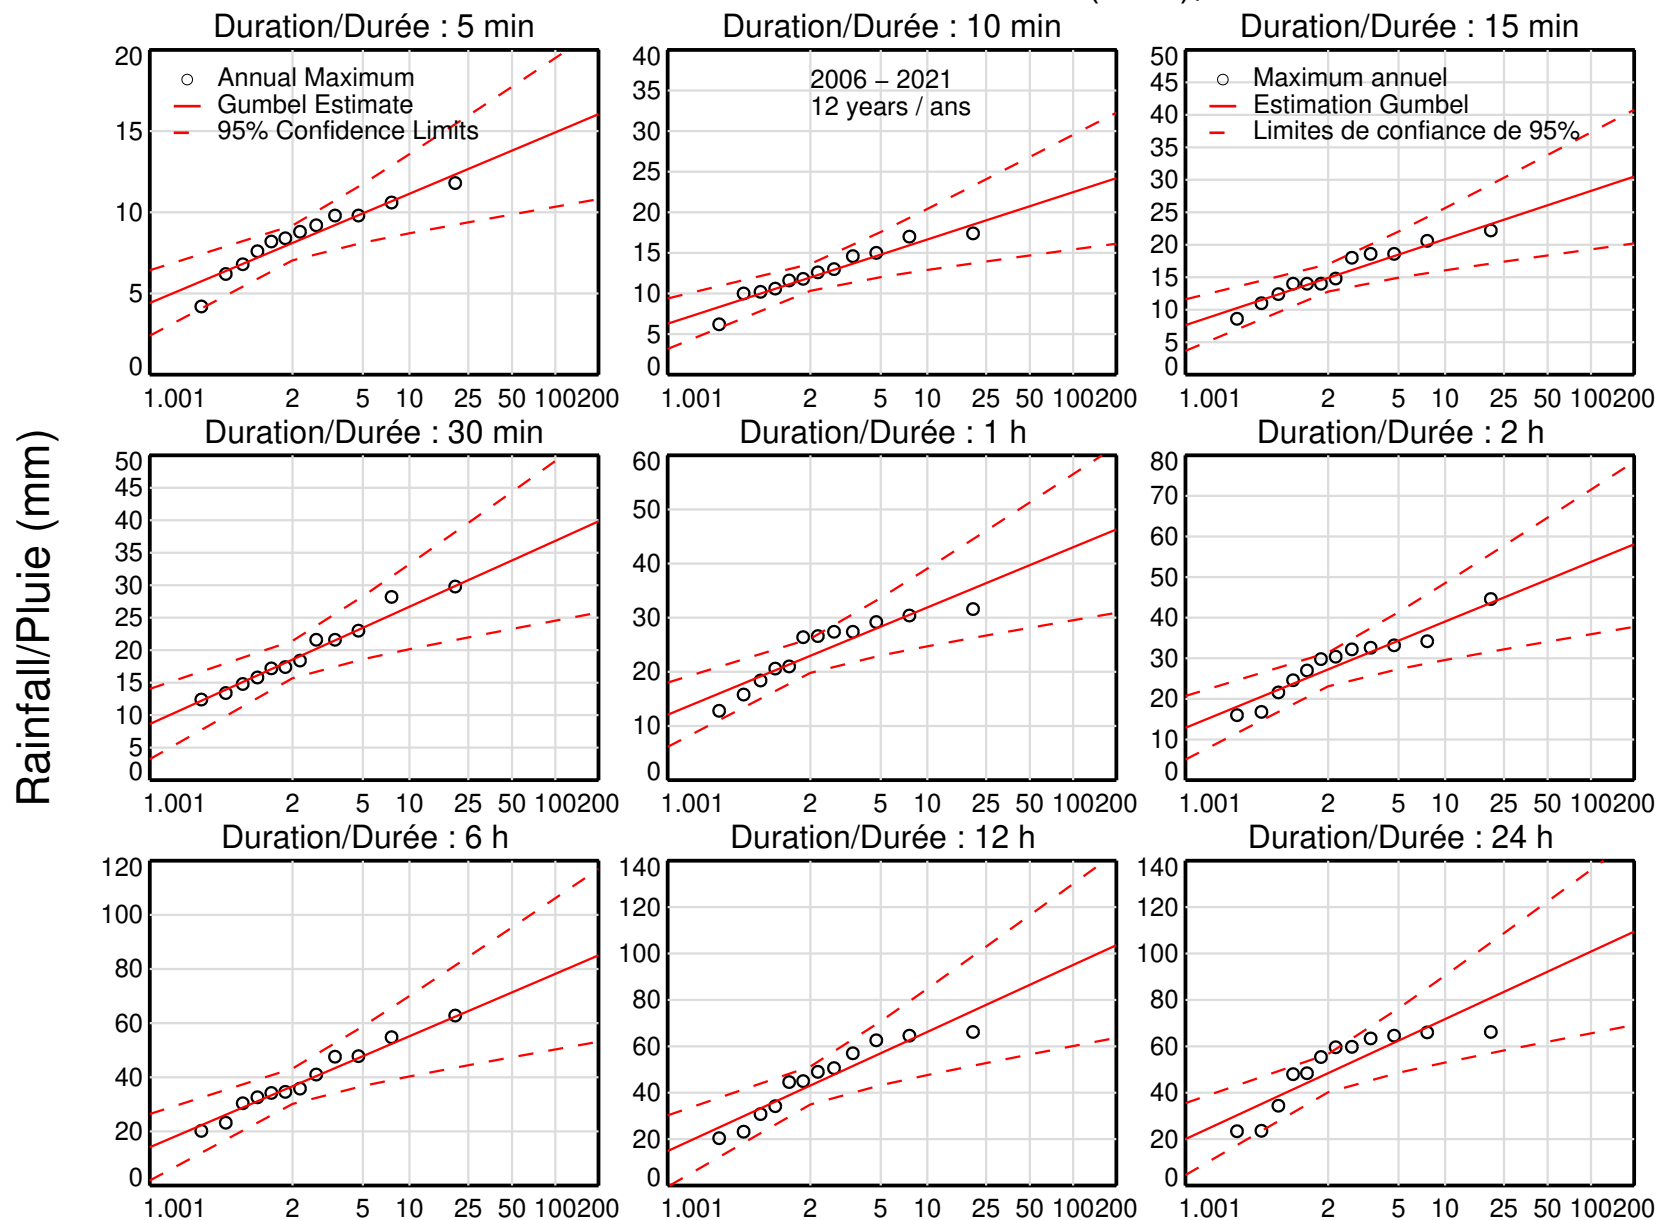 Duration/Durée : 5 min
20
15
10
5
0
Annual Maximum
Gumbel Estimate
95% Confidence Limits
1.001 2 5 10 25 50 100200
Duration/Durée : 10 min
40
35
30
25
20
15
10
5
0
2006 – 2021
12 years / ans
1.001 2 5 10 25 50 100200
Duration/Durée : 15 min
50
45
40
35
30
25
20
15
10
5
0
Maximum annuel
Estimation Gumbel
Limites de confiance de 95%
1.001 2 5 10 25 50 100200
Rainfall/Pluie (mm)
Duration/Durée : 30 min
50
45
40
35
30
25
20
15
10
5
0
1.001 2 5 10 25 50 100200
Duration/Durée : 1 h
60
50
40
30
20
10
0
1.001 2 5 10 25 50 100200
Duration/Durée : 2 h
80
70
60
50
40
30
20
10
0
1.001 2 5 10 25 50 100200
Duration/Durée : 6 h
120
100
80
60
40
20
0
1.001 2 5 10 25 50 100200
Duration/Durée : 12 h
140
120
100
80
60
40
20
0
1.001 2 5 10 25 50 100200
Duration/Durée : 24 h
140
120
100
80
60
40
20
0
1.001 2 5 10 25 50 100200